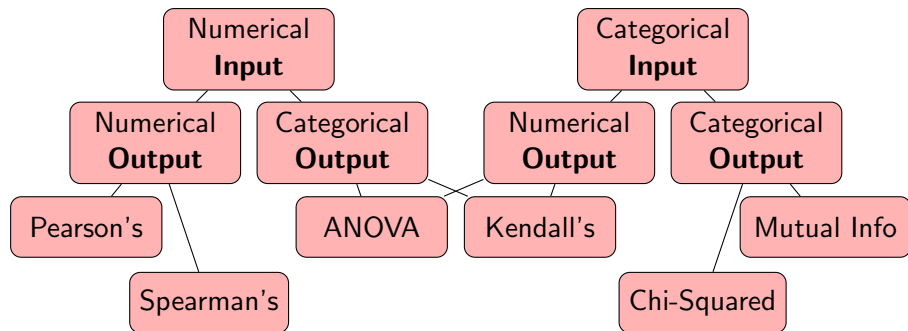 Numerical
Input
Categorical
Input
Numerical
Output
Categorical
Output
Numerical
Output
Categorical
Output
Pearson's
ANOVA
Kendall's
Mutual Info
Spearman's
Chi-Squared